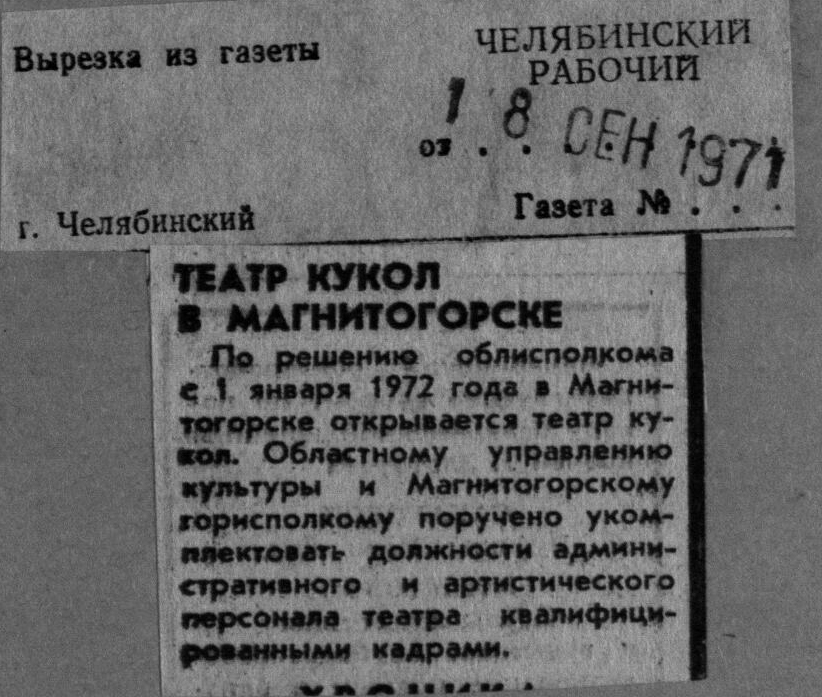 Вырезка из газеты
ЧЕЛЯБИНСКИЙ
РАБОЧИЙ
от . . . . 18 СЕН 1971
г. Челябинский
Газета № . . .
ТЕАТР КУКОЛ
В МАГНИТОГОРСКЕ
По решению облисполкома
с 1 января 1972 года в Магни-
тогорске открывается театр ку-
кол. Областному управлению
культуры и Магнитогорскому
горисполкому поручено уком-
плектовать должности админи-
стративного и артистического
персонала театра квалифици-
рованными кадрами.